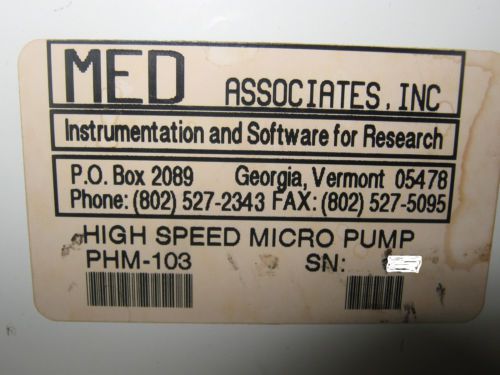 MED ASSOCIATES, INC
Instrumentation and Software for Research
P.O. Box 2089 Georgia, Vermont 05478
Phone: (802) 527-2343 FAX: (802) 527-5095
HIGH SPEED MICRO PUMP
PHM-103 SN: